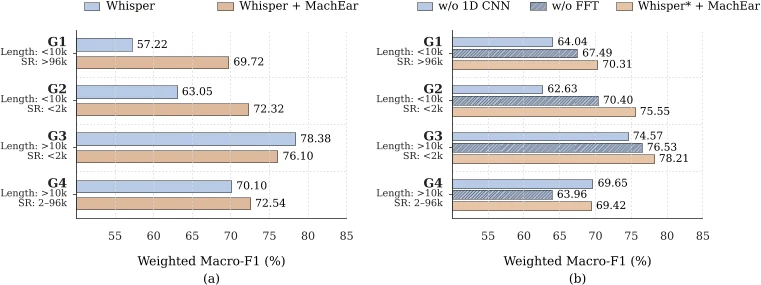 Whisper
Whisper + MachEar
G1
Length: <10k
SR: >96k
57.22
69.72
G2
Length: <10k
SR: <2k
63.05
72.32
G3
Length: >10k
SR: <2k
78.38
76.10
G4
Length: >10k
SR: 2–96k
70.10
72.54
55 60 65 70 75 80 85
Weighted Macro-F1 (%)
(a)
w/o 1D CNN
w/o FFT
Whisper* + MachEar
G1
Length: <10k
SR: >96k
64.04
67.49
70.31
G2
Length: <10k
SR: <2k
62.63
70.40
75.55
G3
Length: >10k
SR: <2k
74.57
76.53
78.21
G4
Length: >10k
SR: 2–96k
69.65
63.96
69.42
55 60 65 70 75 80 85
Weighted Macro-F1 (%)
(b)